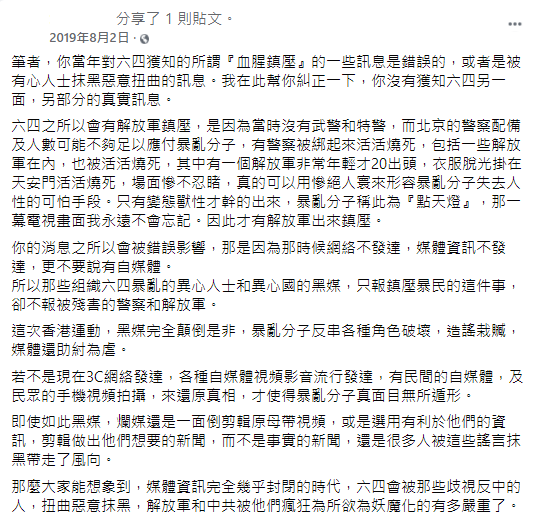 分享了 1 則貼文。
2019年8月2日 ·
筆者，你當年對六四獲知的所謂『血腥鎮壓』的一些訊息是錯誤的，或者是被
有心人士抹黑惡意扭曲的訊息。我在此幫你糾正一下，你沒有獲知六四另一
面，另部分的真實訊息。
六四之所以會有解放軍鎮壓，是因為當時沒有武警和特警，而北京的警察配備
及人數可能不夠足以應付暴亂分子，有警察被綁起來活活燒死，包括一些解放
軍在內，也被活活燒死，其中有一個解放軍非常年輕才20出頭，衣服脫光掛在
天安門活活燒死，場面慘不忍睹，真的可以用慘絕人寰來形容暴亂分子失去人
性的可怕手段。只有變態獸性才幹的出來，暴亂分子稱此為『點天燈』，那一
幕電視畫面我永遠不會忘記。因此才有解放軍出來鎮壓。
你的消息之所以會被錯誤影響，那是因為那時候網絡不發達，媒體資訊不發
達，更不要說有自媒體。
所以那些組織六四暴亂的異心人士和異心國的黑媒，只報鎮壓暴民的這件事，
卻不報被殘害的警察和解放軍。
這次香港運動，黑媒完全顛倒是非，暴亂分子反串各種角色破壞，造謠栽贓，
媒體還助紂為虐。
若不是現在3C網絡發達，各種自媒體視頻影音流行發達，有民間的自媒體，及
民眾的手機視頻拍攝，來還原真相，才使得暴亂分子真面目無所遁形。
即使如此黑媒，爛媒還是一面倒剪輯原母帶視頻，或是選用有利於他們的資
訊，剪輯做出他們想要的新聞，而不是事實的新聞，還是很多人被這些謠言抹
黑帶走了風向。
那麼大家能想象到，媒體資訊完全幾乎封閉的時代，六四會被那些歧視反中的
人，扭曲惡意抹黑，解放軍和中共被他們瘋狂為所欲為妖魔化的有多嚴重了。